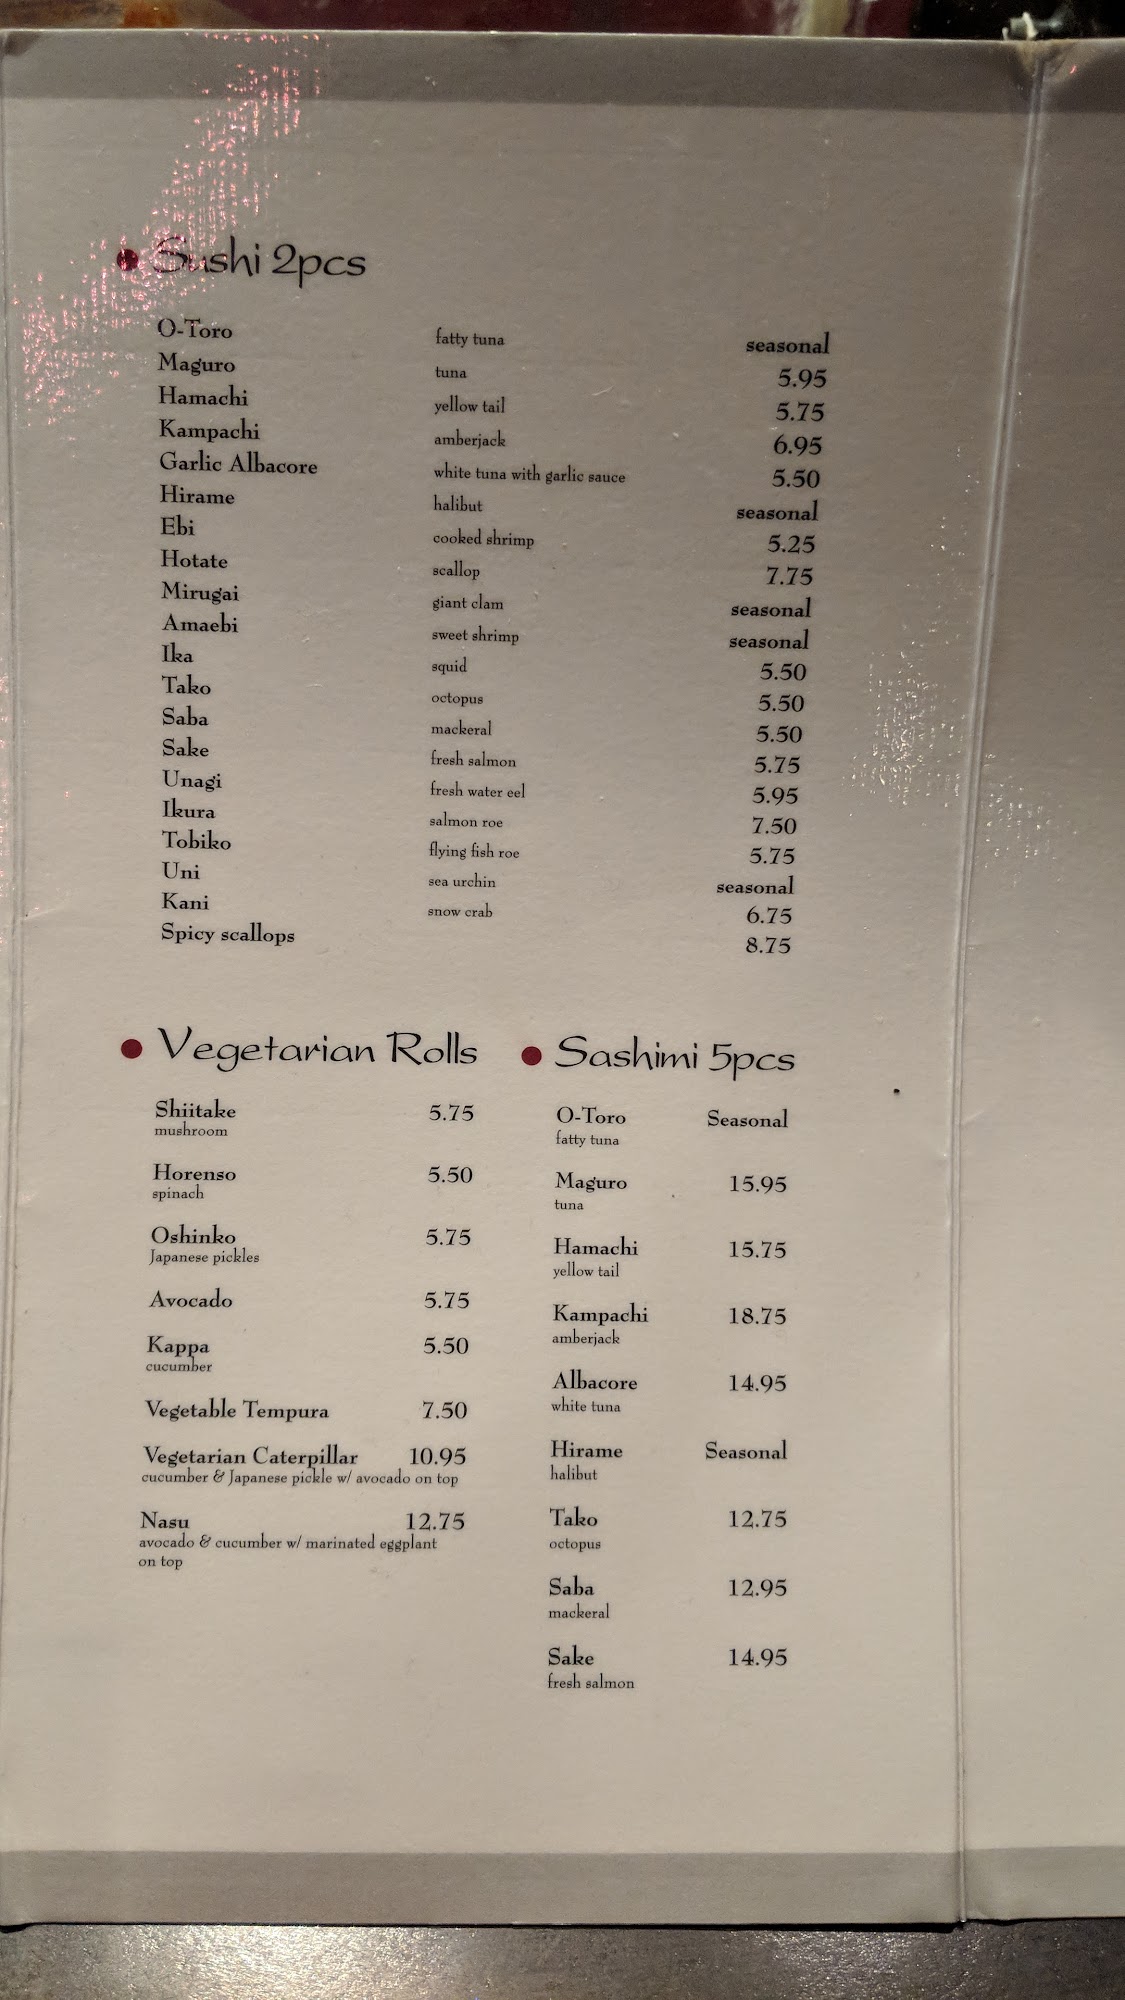 Sushi 2pcs
O-Toro fatty tuna seasonal
Maguro tuna 5.95
Hamachi yellow tail 5.75
Kampachi amberjack 6.95
Garlic Albacore white tuna with garlic sauce 5.50
Hirame halibut seasonal
Ebi cooked shrimp 5.25
Hotate scallop 7.75
Mirugai giant clam seasonal
Amaebi sweet shrimp seasonal
Ika squid 5.50
Tako octopus 5.50
Saba mackeral 5.50
Sake fresh salmon 5.75
Unagi fresh water eel 5.95
Ikura salmon roe 7.50
Tobiko flying fish roe 5.75
Uni sea urchin seasonal
Kani snow crab 6.75
Spicy scallops 8.75
Vegetarian Rolls
Shiitake 5.75
mushroom
Horenso 5.50
spinach
Oshinko 5.75
Japanese pickles
Avocado 5.75
Kappa 5.50
cucumber
Vegetable Tempura 7.50
Vegetarian Caterpillar 10.95
cucumber & Japanese pickle w/ avocado on top
Nasu 12.75
avocado & cucumber w/ marinated eggplant
on top
Sashimi 5pcs
O-Toro Seasonal
fatty tuna
Maguro 15.95
tuna
Hamachi 15.75
yellow tail
Kampachi 18.75
amberjack
Albacore 14.95
white tuna
Hirame Seasonal
halibut
Tako 12.75
octopus
Saba 12.95
mackeral
Sake 14.95
fresh salmon